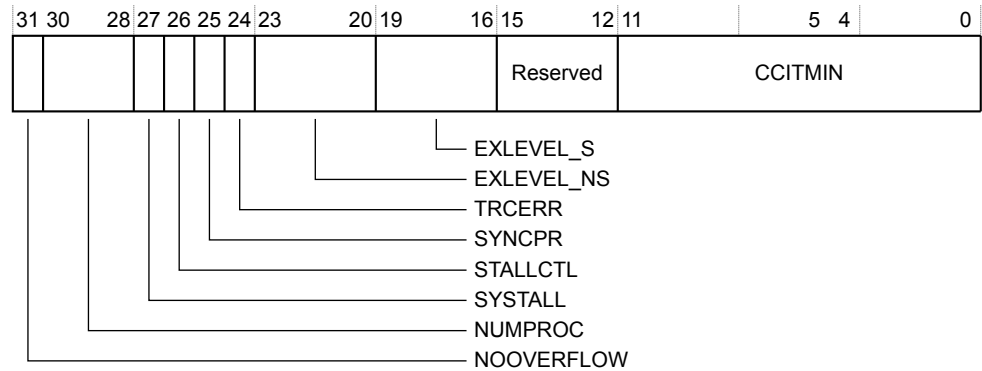 31 30 28 27 26 25 24 23 20 19 16 15 12 11 5 4 0
Reserved CCITMIN
EXLEVEL_S
EXLEVEL_NS
TRCERR
SYNCPR
STALLCTL
SYSTALL
NUMPROC
NOOVERFLOW